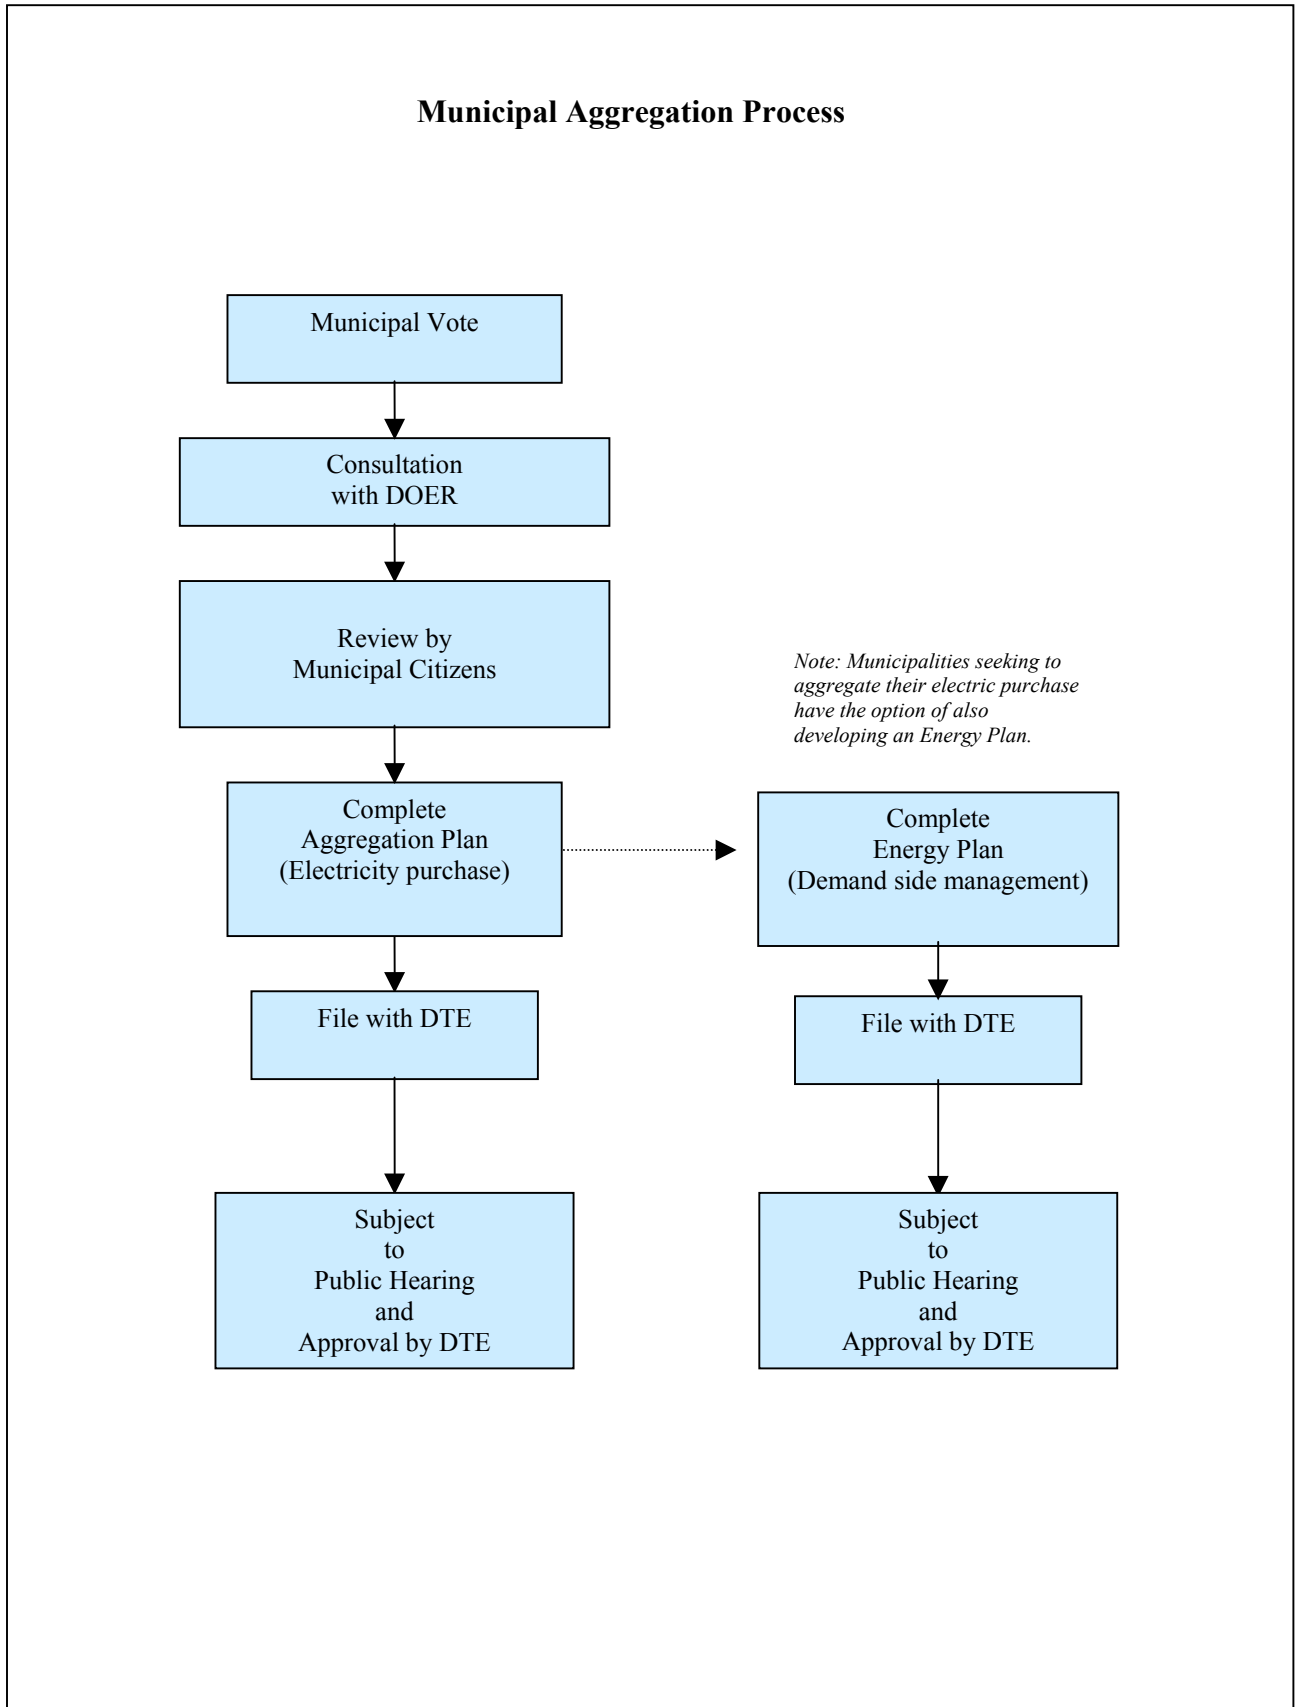 Municipal Aggregation Process
Municipal Vote
Consultation
with DOER
Review by
Municipal Citizens
Note: Municipalities seeking to
aggregate their electric purchase
have the option of also
developing an Energy Plan.
Complete
Aggregation Plan
(Electricity purchase)
Complete
Energy Plan
(Demand side management)
File with DTE
File with DTE
Subject
to
Public Hearing
and
Approval by DTE
Subject
to
Public Hearing
and
Approval by DTE